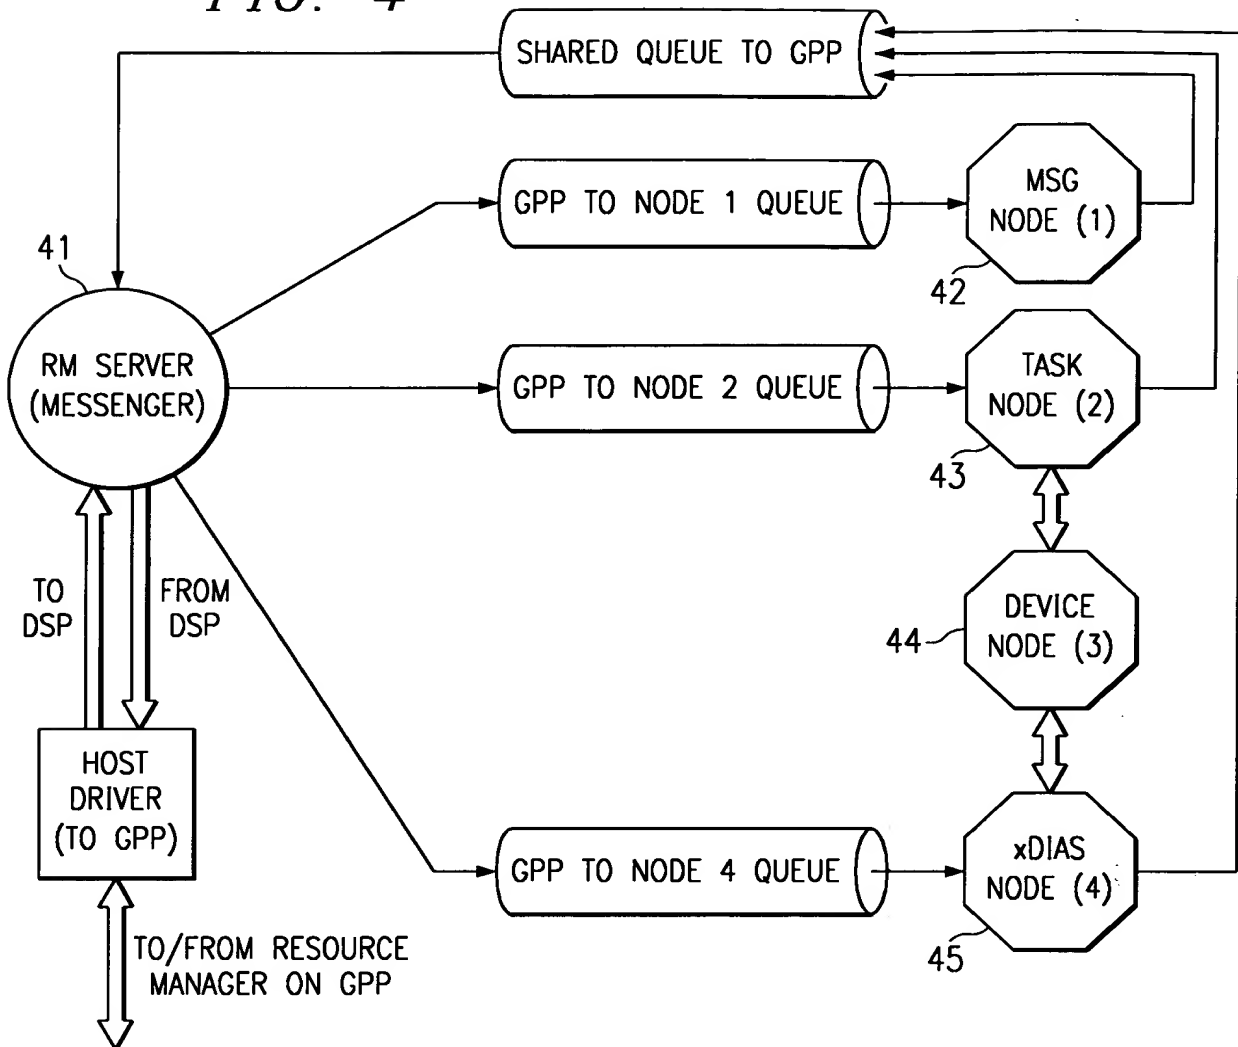 FIG. 4
SHARED QUEUE TO GPP
GPP TO NODE 1 QUEUE
MSG
NODE (1)
42
41
RM SERVER
(MESSENGER)
GPP TO NODE 2 QUEUE
TASK
NODE (2)
43
TO
DSP
FROM
DSP
DEVICE
NODE (3)
44
HOST
DRIVER
(TO GPP)
GPP TO NODE 4 QUEUE
xDIAS
NODE (4)
45
TO/FROM RESOURCE
MANAGER ON GPP